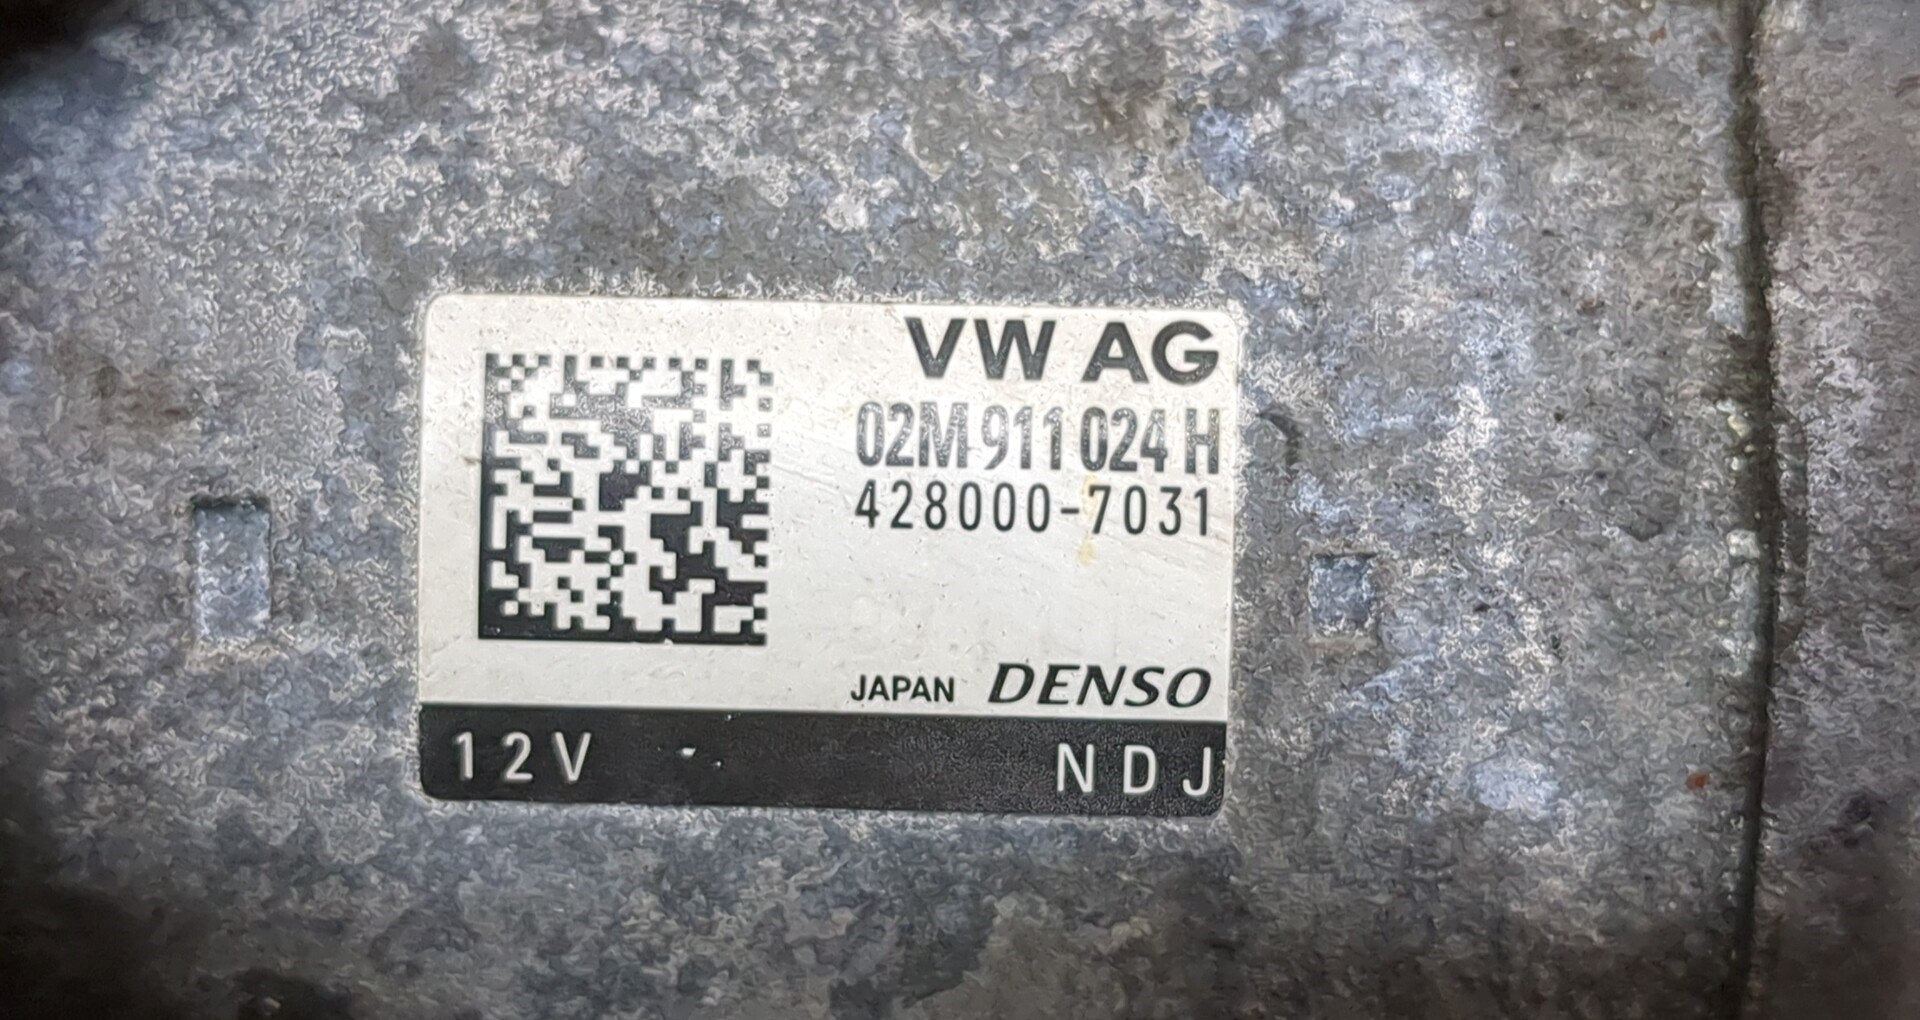 VW AG
02M 911 024 H
428000-7031
JAPAN DENSO
12V NDJ